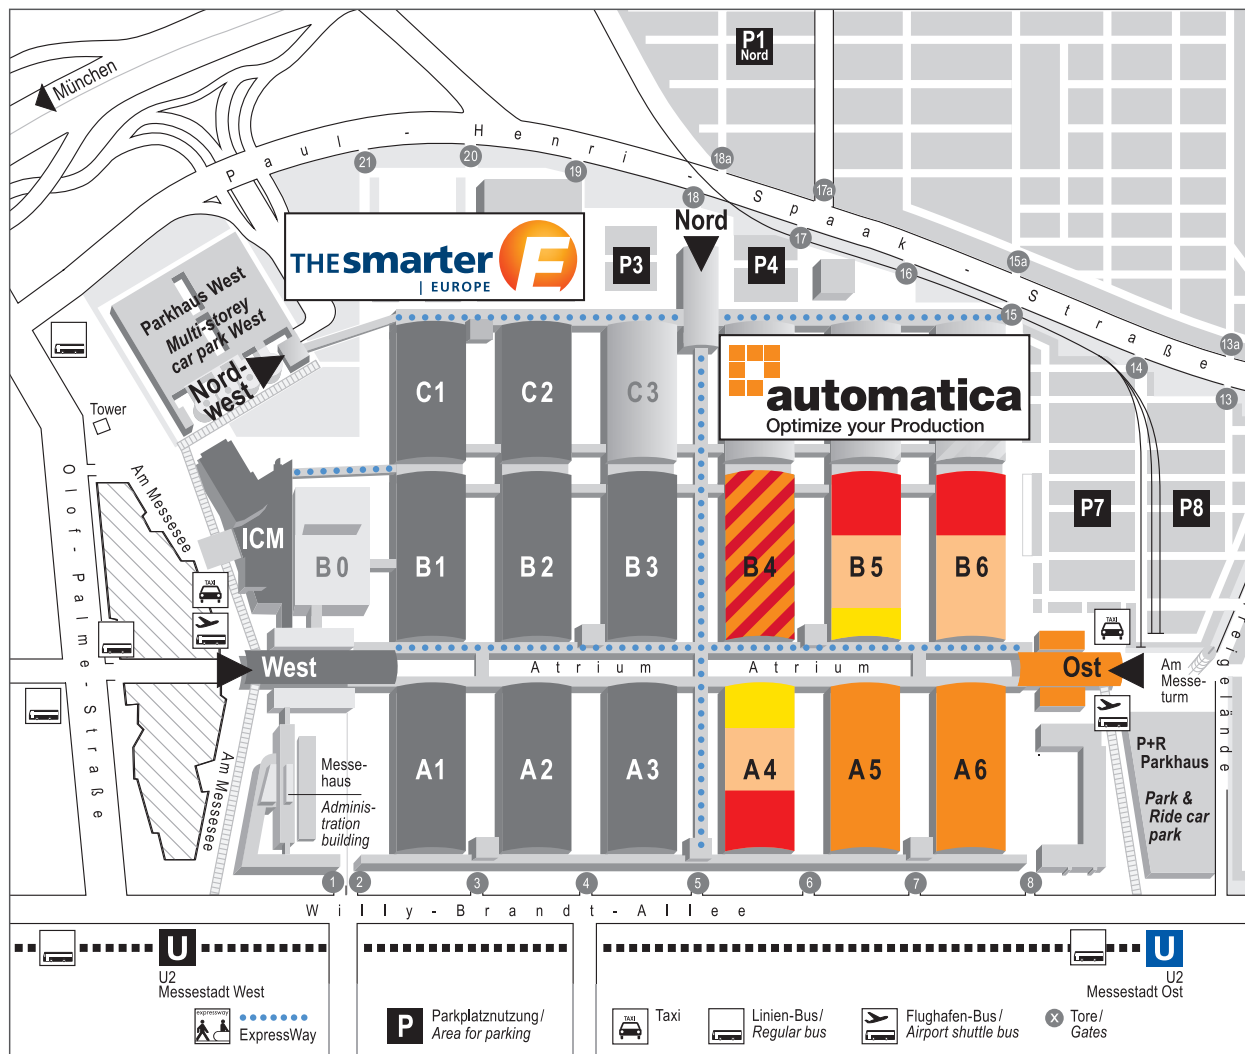 P1
Nord
München
Paul-Henri-Spaak-Straße
21
20
19
18a
18
17a
17
16
15a
15
14
13a
13
Nord
THE smarter E
| EUROPE
P3
P4
Parkhaus West
Multi-storey
car park West
Nord-
west
Tower
automatica
Optimize your Production
C1
C2
C3
Olof-Palme-Straße
Am Messesee
ICM
B0
B1
B2
B3
B4
B5
B6
P7
P8
TAXI
TAXI
West
Atrium
Atrium
Ost
Am
Messe-
turm
Freigelände
A1
A2
A3
A4
A5
A6
Am Messesee
Messe-
haus
Adminis-
tration
building
P+R
Parkhaus
Park &
Ride car
park
1
2
3
4
5
6
7
8
Willy-Brandt-Allee
U
U2
Messestadt West
U
U2
Messestadt Ost
expressway
ExpressWay
P
Parkplatznutzung/
Area for parking
TAXI
Taxi
Linien-Bus/
Regular bus
Flughafen-Bus/
Airport shuttle bus
X
Tore/
Gates